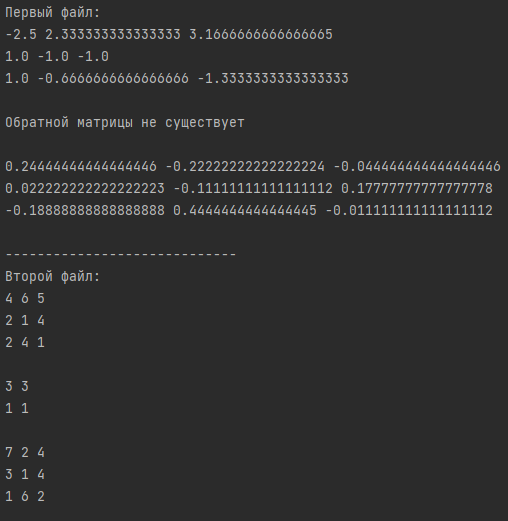 Первый файл:
-2.5 2.333333333333333 3.1666666666666665
1.0 -1.0 -1.0
1.0 -0.6666666666666666 -1.3333333333333333
Обратной матрицы не существует
0.24444444444444446 -0.22222222222222224 -0.044444444444444446
0.022222222222222223 -0.11111111111111112 0.17777777777777778
-0.18888888888888888 0.4444444444444445 -0.011111111111111112
-----------------------------
Второй файл:
4 6 5
2 1 4
2 4 1
3 3
1 1
7 2 4
3 1 4
1 6 2